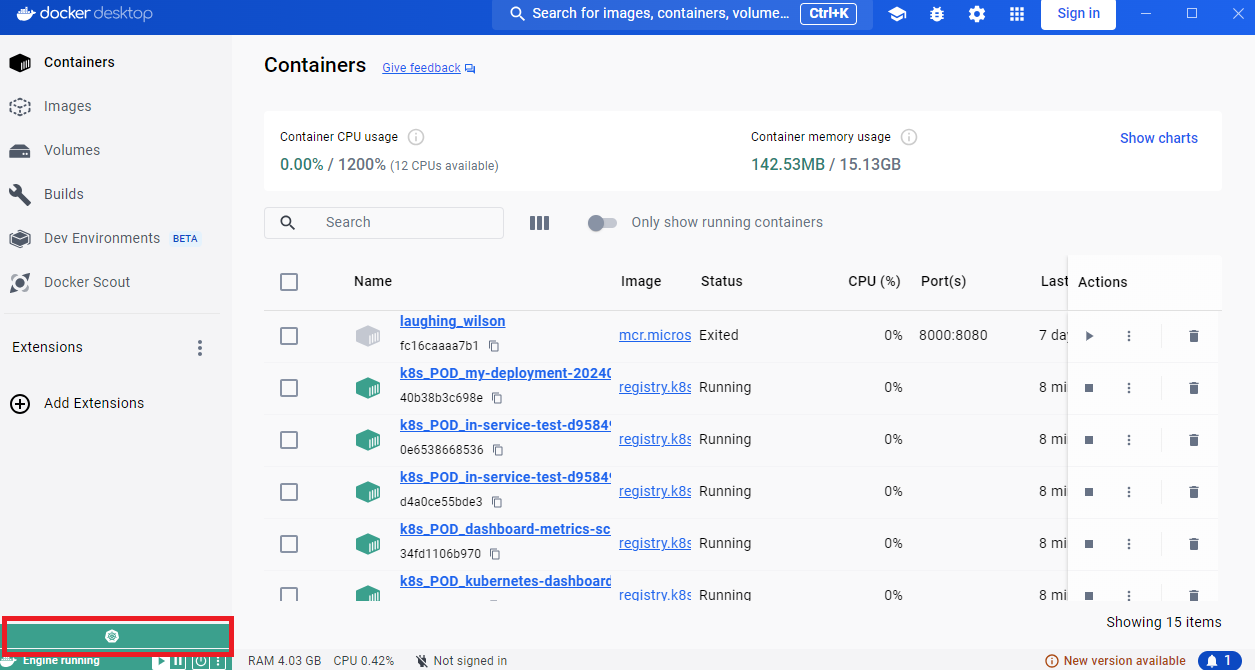 docker desktop
Search for images, containers, volume... Ctrl+K
Sign in
Containers
Images
Volumes
Builds
Dev Environments BETA
Docker Scout
Extensions
Add Extensions
Containers Give feedback
Container CPU usage
0.00% / 1200% (12 CPUs available)
Container memory usage
142.53MB / 15.13GB
Show charts
Search
Only show running containers
Name Image Status CPU (%) Port(s) Last Actions
laughing_wilson
fc16caaaa7b1
mcr.micros Exited 0% 8000:8080 7 da
k8s_POD_my-deployment-2024
40b38b3c698e
registry.k8s Running 0% 8 mi
k8s_POD_in-service-test-d9584
0e6538668536
registry.k8s Running 0% 8 mi
k8s_POD_in-service-test-d9584
d4a0ce55bde3
registry.k8s Running 0% 8 mi
k8s_POD_dashboard-metrics-sc
34fd1106b970
registry.k8s Running 0% 8 mi
k8s_POD_kubernetes-dashboard
registry.k8s Running 0% 8 mi
Showing 15 items
Engine running
RAM 4.03 GB CPU 0.42% Not signed in
New version available
1